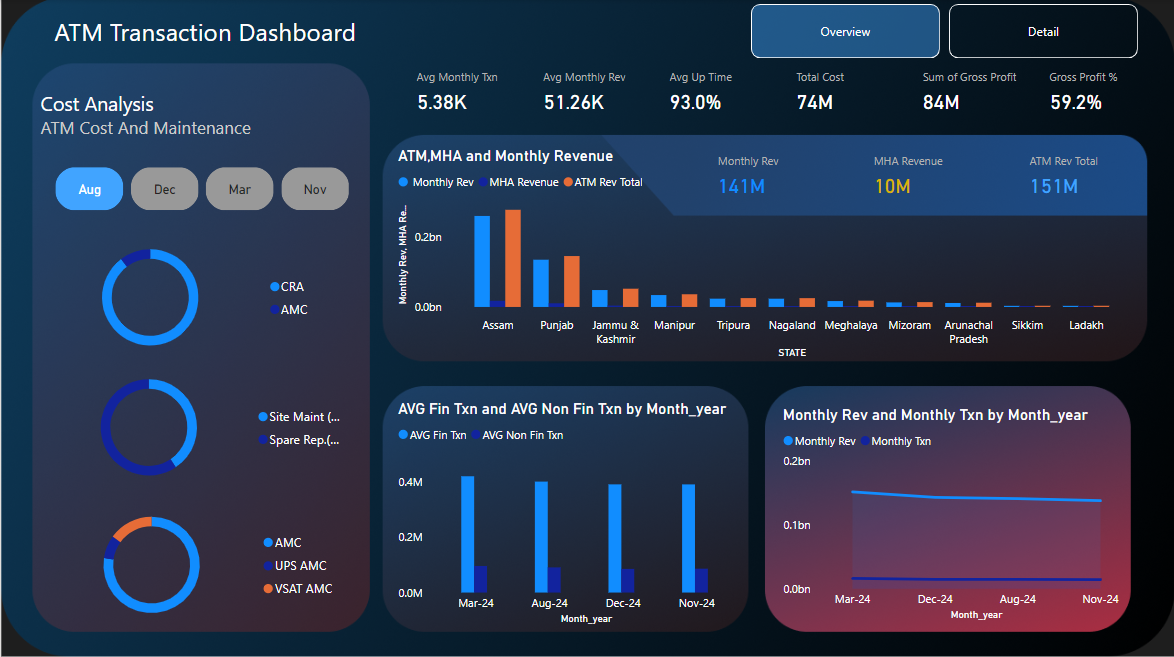 ATM Transaction Dashboard
Overview
Detail
Cost Analysis
ATM Cost And Maintenance
Aug
Dec
Mar
Nov
CRA
AMC
Site Maint (...
Spare Rep.(...
AMC
UPS AMC
VSAT AMC
Avg Monthly Txn
5.38K
Avg Monthly Rev
51.26K
Avg Up Time
93.0%
Total Cost
74M
Sum of Gross Profit
84M
Gross Profit %
59.2%
ATM,MHA and Monthly Revenue
Monthly Rev MHA Revenue ATM Rev Total
Monthly Rev
141M
MHA Revenue
10M
ATM Rev Total
151M
Monthly Rev, MHA Re...
0.2bn
0.0bn
Assam Punjab Jammu & Kashmir Manipur Tripura Nagaland Meghalaya Mizoram Arunachal Pradesh Sikkim Ladakh
STATE
AVG Fin Txn and AVG Non Fin Txn by Month_year
AVG Fin Txn AVG Non Fin Txn
0.4M
0.2M
0.0M
Mar-24 Aug-24 Dec-24 Nov-24
Month_year
Monthly Rev and Monthly Txn by Month_year
Monthly Rev Monthly Txn
0.2bn
0.1bn
0.0bn
Mar-24 Dec-24 Aug-24 Nov-24
Month_year